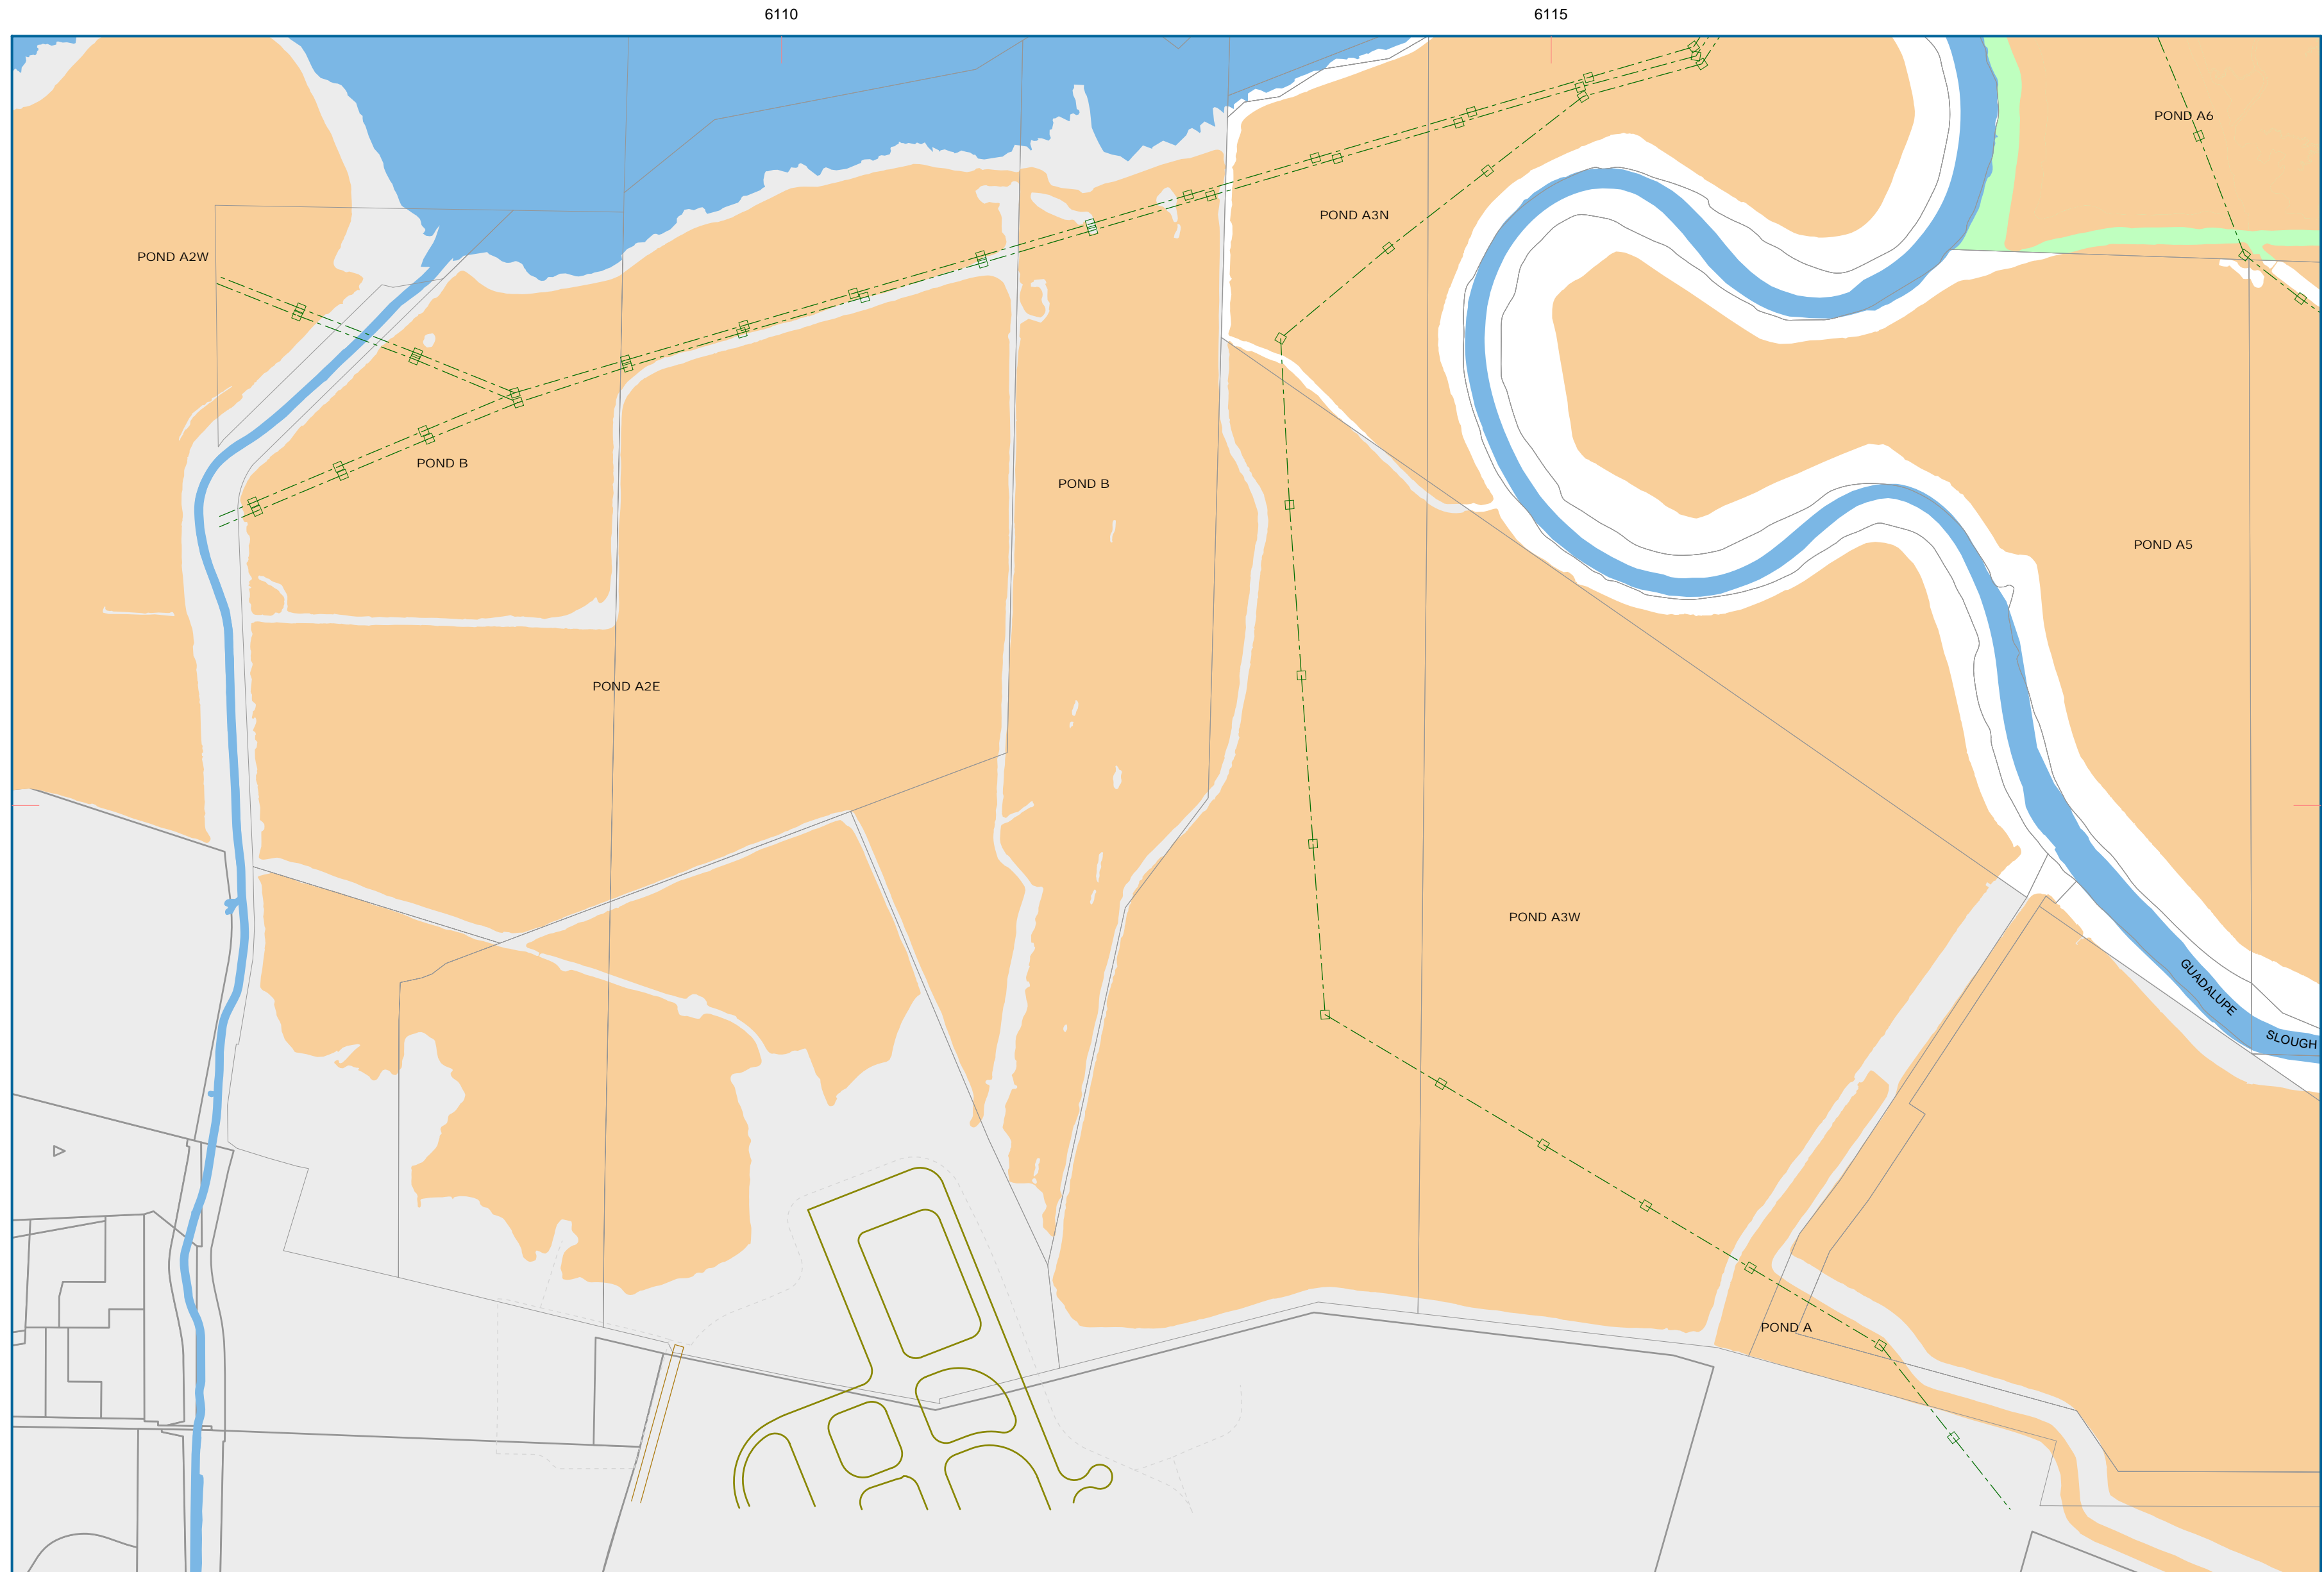 6110
6115
POND A6
POND A3N
POND A2W
POND B
POND B
POND A5
POND A2E
POND A3W
GUADALUPE
SLOUGH
POND A